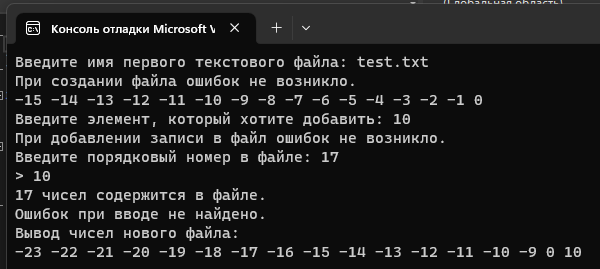 Консоль отладки Microsoft V
Введите имя первого текстового файла: test.txt
При создании файла ошибок не возникло.
-15 -14 -13 -12 -11 -10 -9 -8 -7 -6 -5 -4 -3 -2 -1 0
Введите элемент, который хотите добавить: 10
При добавлении записи в файл ошибок не возникло.
Введите порядковый номер в файле: 17
> 10
17 чисел содержится в файле.
Ошибок при вводе не найдено.
Вывод чисел нового файла:
-23 -22 -21 -20 -19 -18 -17 -16 -15 -14 -13 -12 -11 -10 -9 0 10